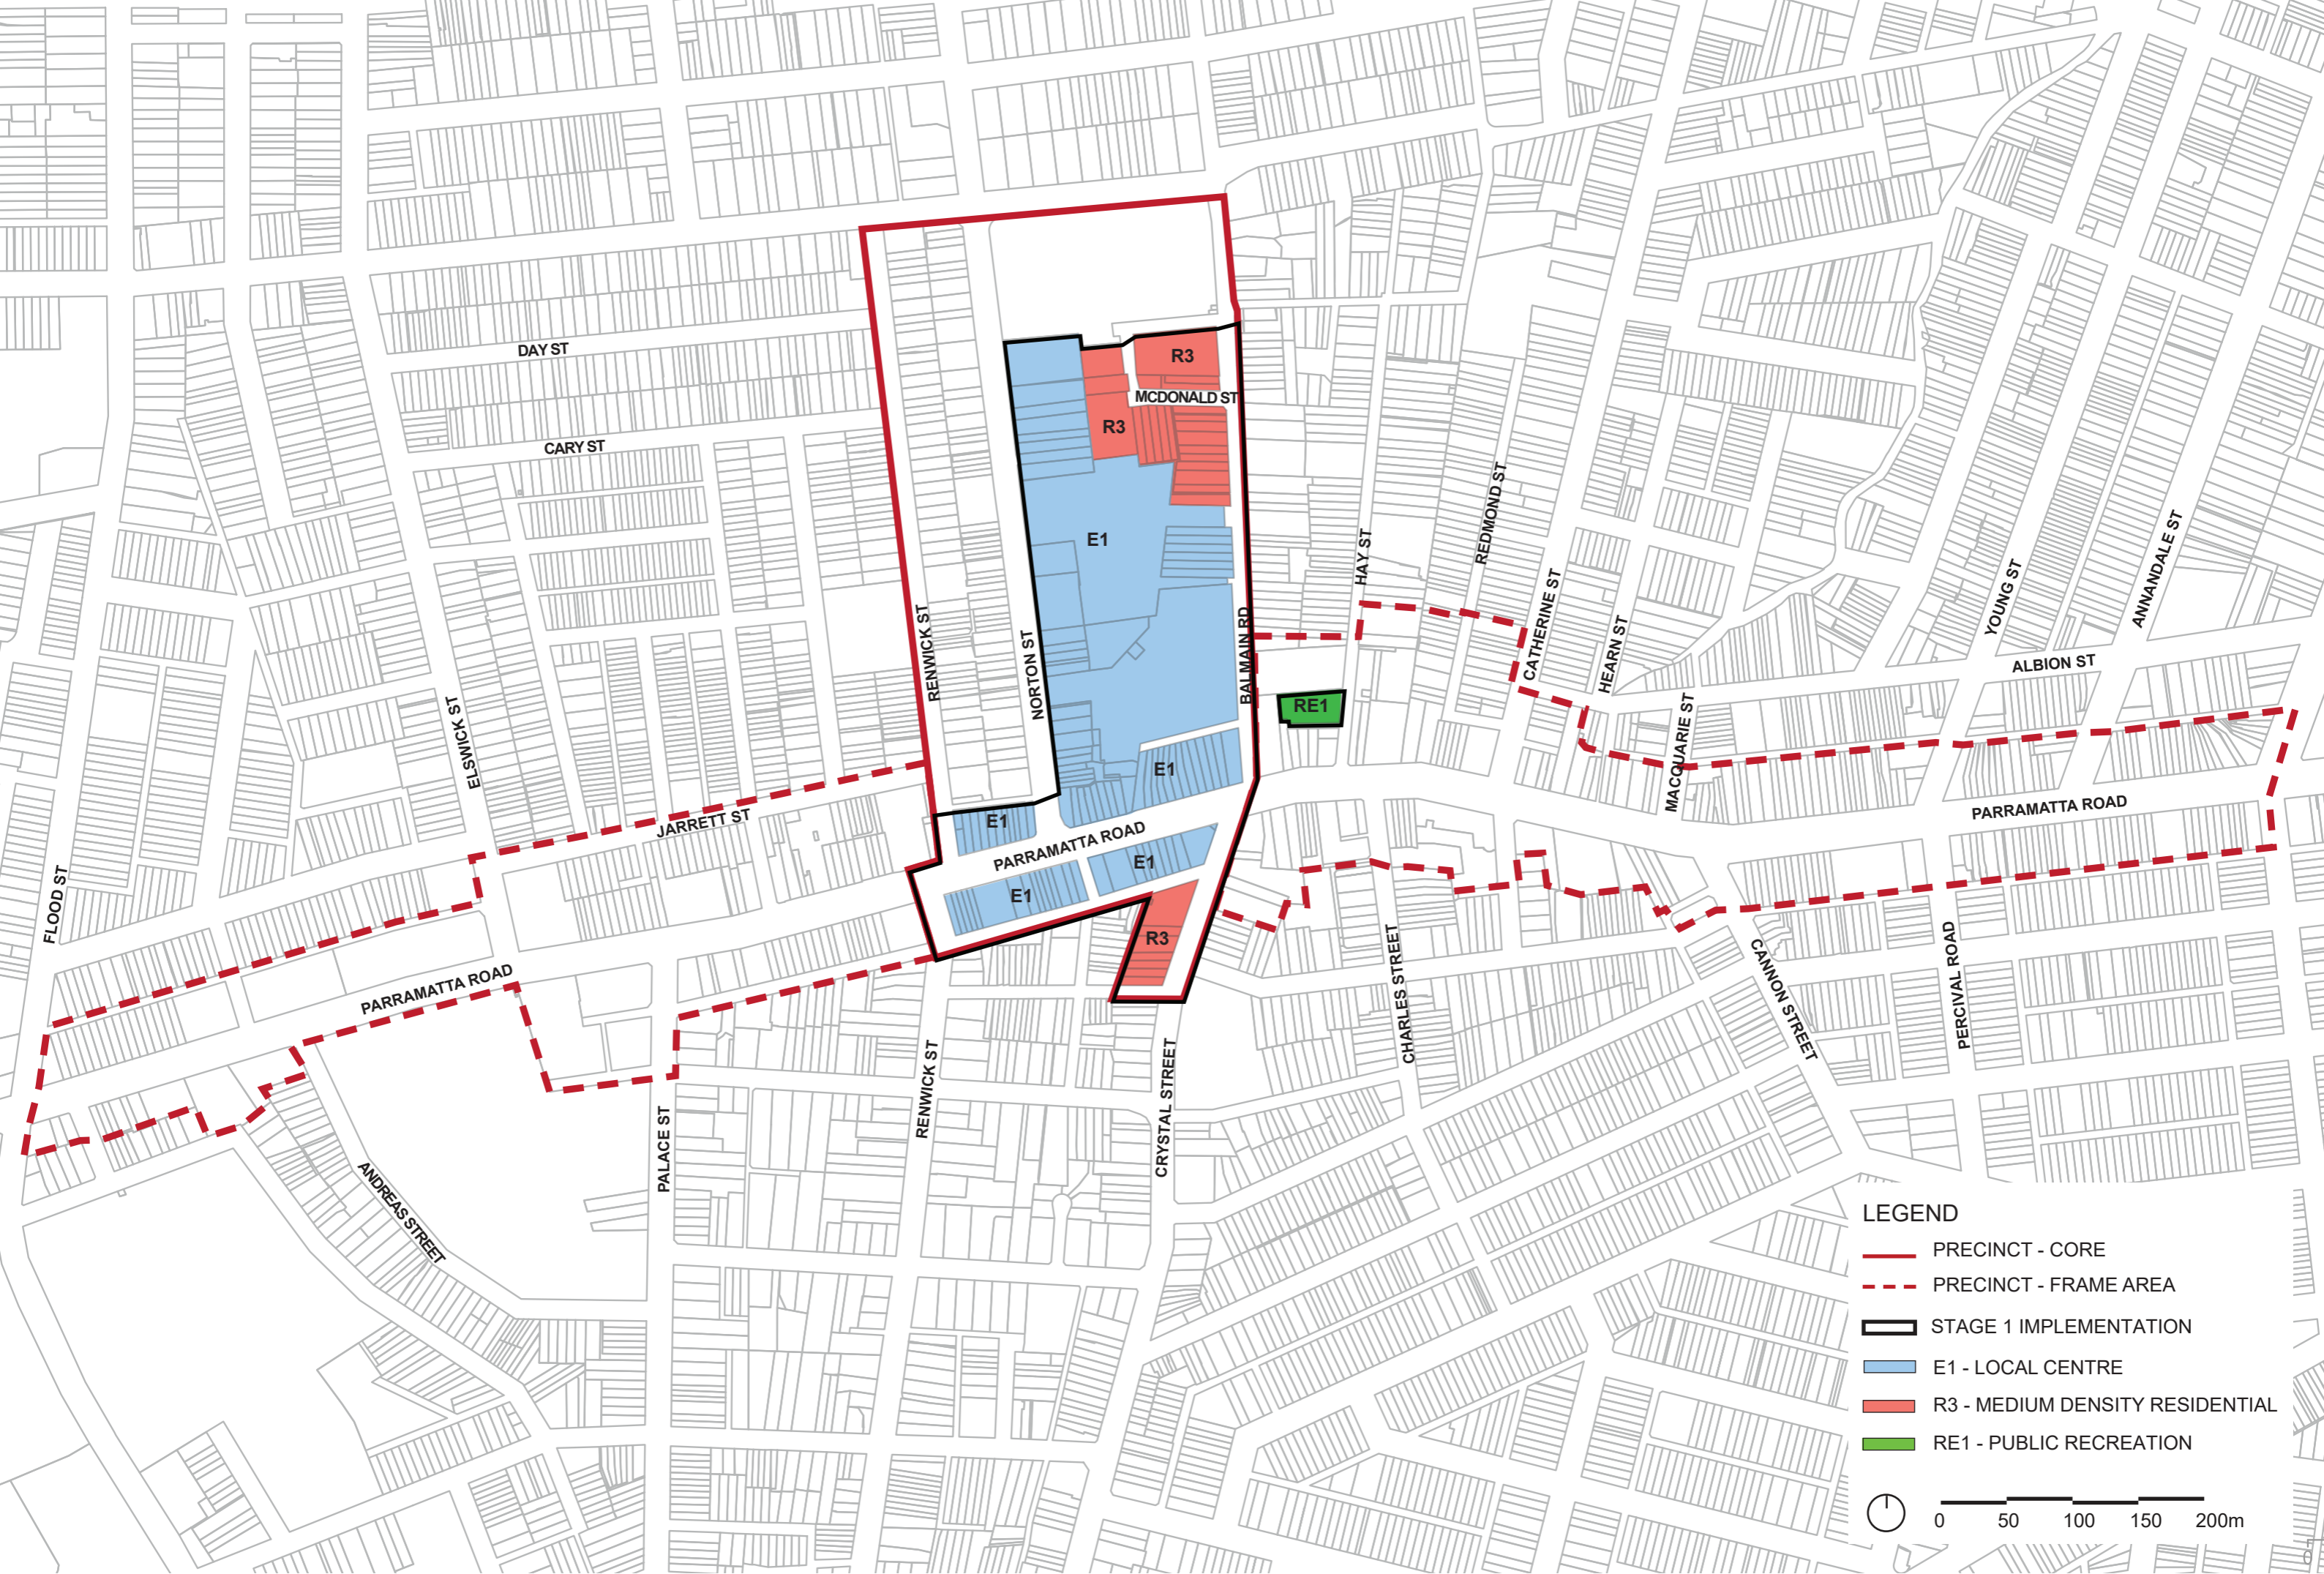 DAY ST
R3
MCDONALD ST
R3
CARY ST
E1
HAY ST
REDMOND ST
CATHERINE ST
HEARN ST
YOUNG ST
ANNANDALE ST
RENWICK ST
NORTON ST
BALMAIN RD
RE1
ALBION ST
MACQUARIE ST
ELSWICK ST
E1
JARRETT ST
E1
PARRAMATTA ROAD
PARRAMATTA ROAD
E1
E1
FLOOD ST
R3
PARRAMATTA ROAD
CHARLES STREET
CANNON STREET
PERCIVAL ROAD
RENWICK ST
CRYSTAL STREET
PALACE ST
ANDREAS STREET
LEGEND
PRECINCT - CORE
PRECINCT - FRAME AREA
STAGE 1 IMPLEMENTATION
E1 - LOCAL CENTRE
R3 - MEDIUM DENSITY RESIDENTIAL
RE1 - PUBLIC RECREATION
0 50 100 150 200m